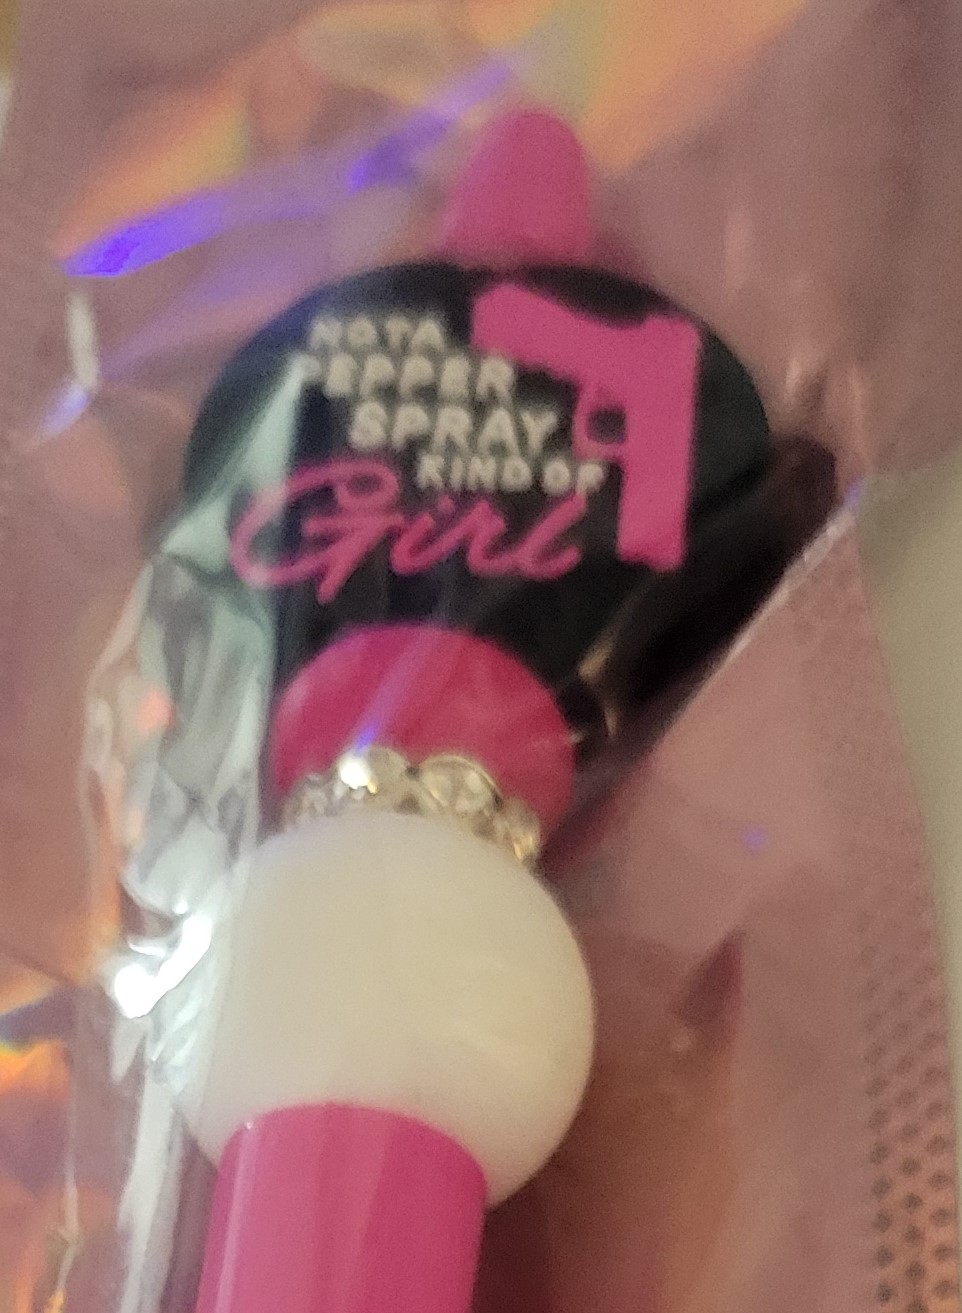 NOT A
PEPPER
SPRAY
KIND OF
Girl